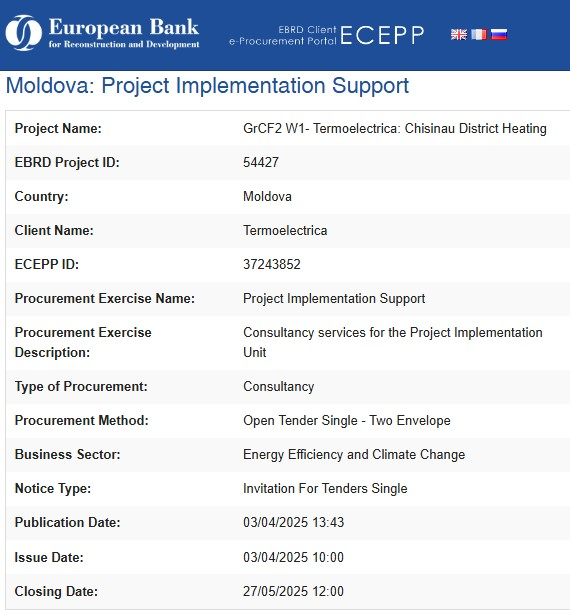 European Bank
for Reconstruction and Development
EBRD Client
e-Procurement Portal
ECEPP
Moldova: Project Implementation Support
Project Name: GrCF2 W1- Termoelectrica: Chisinau District Heating
EBRD Project ID: 54427
Country: Moldova
Client Name: Termoelectrica
ECEPP ID: 37243852
Procurement Exercise Name: Project Implementation Support
Procurement Exercise Description: Consultancy services for the Project Implementation Unit
Type of Procurement: Consultancy
Procurement Method: Open Tender Single - Two Envelope
Business Sector: Energy Efficiency and Climate Change
Notice Type: Invitation For Tenders Single
Publication Date: 03/04/2025 13:43
Issue Date: 03/04/2025 10:00
Closing Date: 27/05/2025 12:00